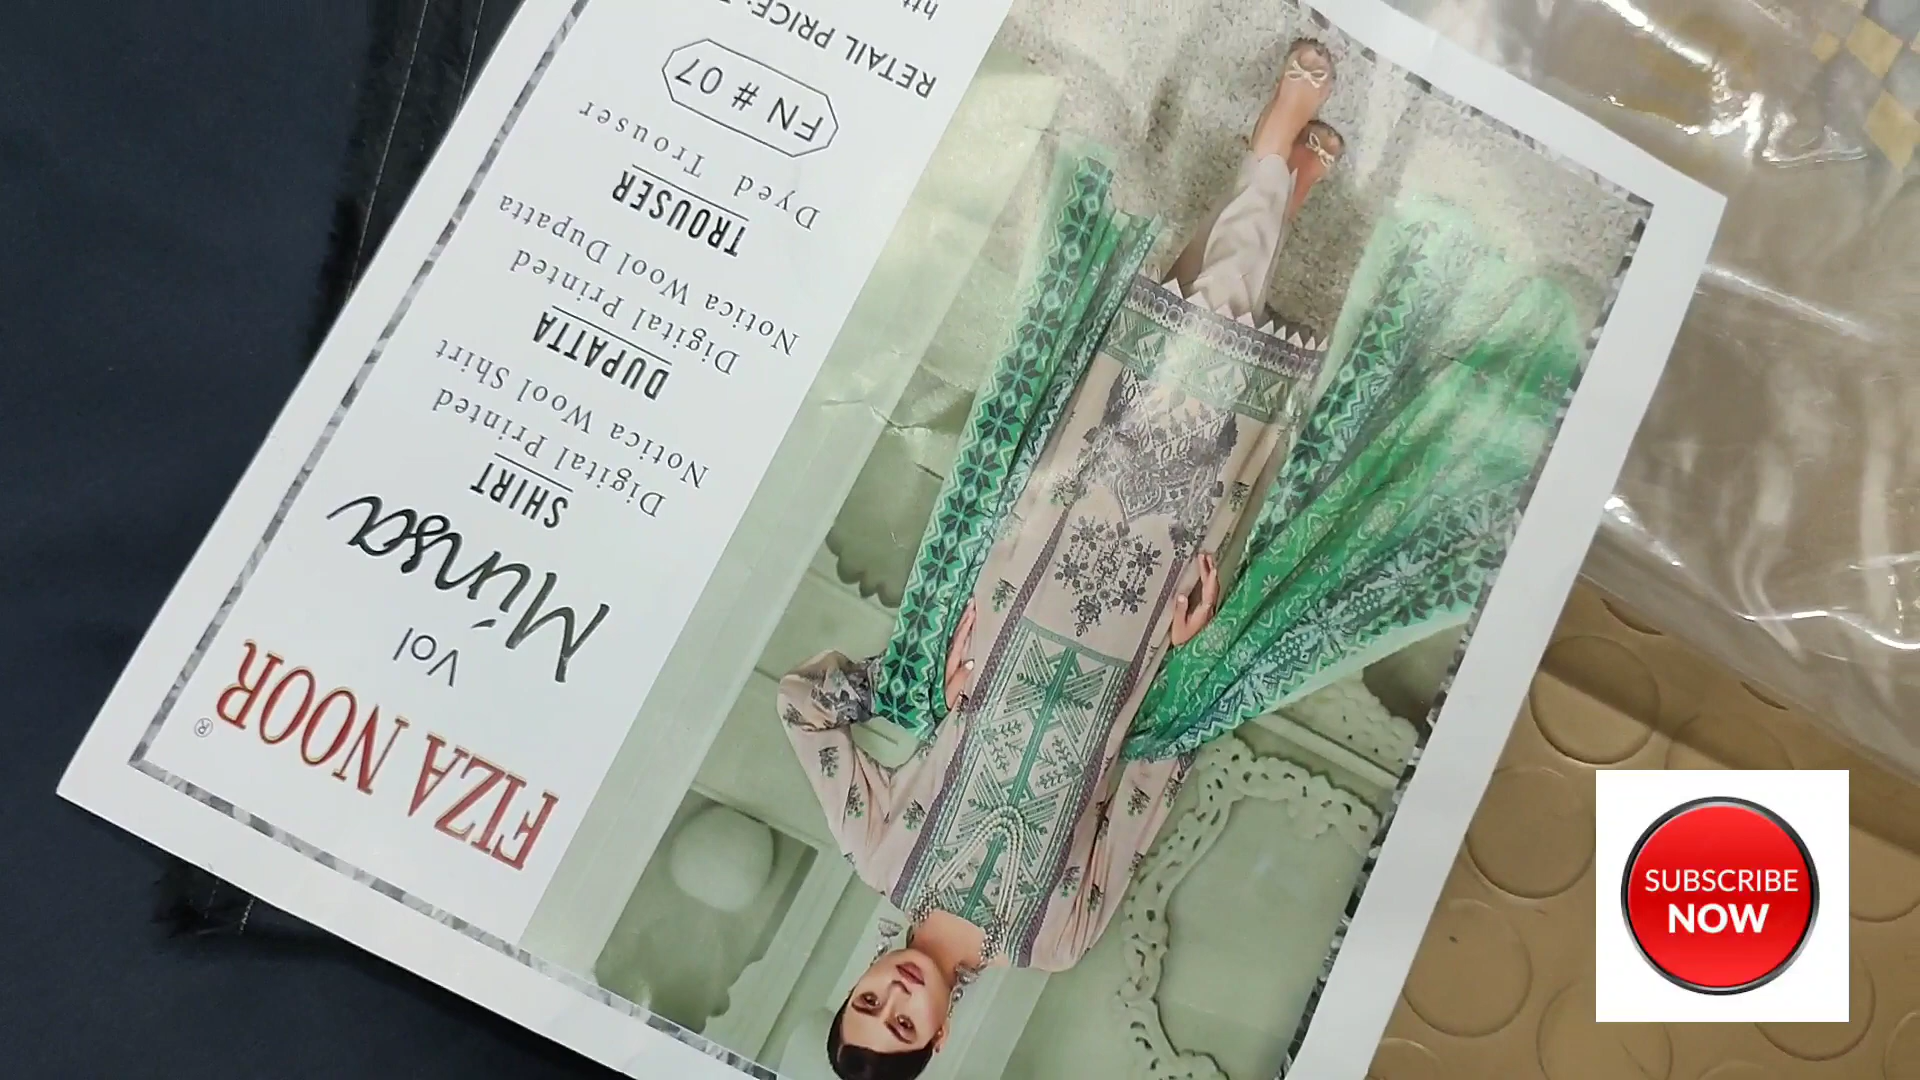 FIZA NOOR®
Vol
Minsa
SHIRT
Digital Printed
Notica Wool Shirt
DUPATTA
Digital Printed
Notica Wool Dupatta
TROUSER
Dyed Trouser
FN # 07
RETAIL PRICE:
SUBSCRIBE
NOW